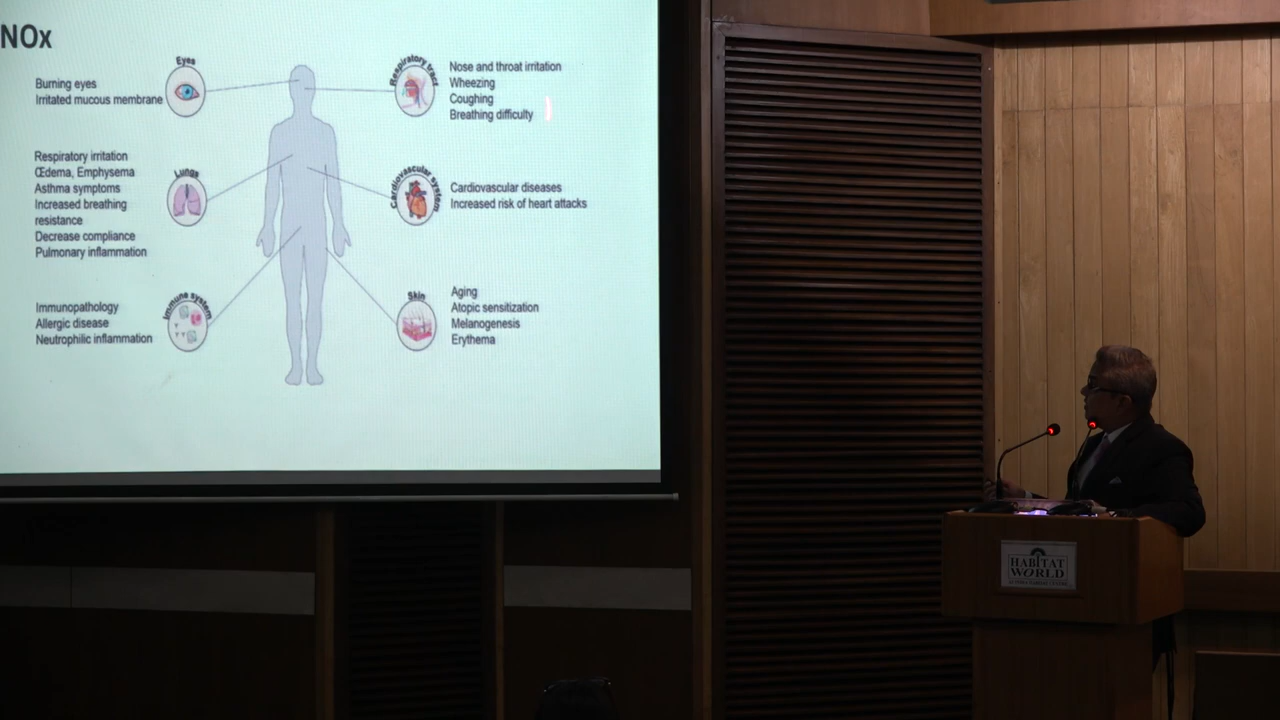 NOx
Eyes
Burning eyes
Irritated mucous membrane
Respiratory tract
Nose and throat irritation
Wheezing
Coughing
Breathing difficulty
Lungs
Respiratory irritation
Œdema, Emphysema
Asthma symptoms
Increased breathing
resistance
Decrease compliance
Pulmonary inflammation
Cardiovascular system
Cardiovascular diseases
Increased risk of heart attacks
Immune system
Immunopathology
Allergic disease
Neutrophilic inflammation
Skin
Aging
Atopic sensitization
Melanogenesis
Erythema
HABITAT
WORLD